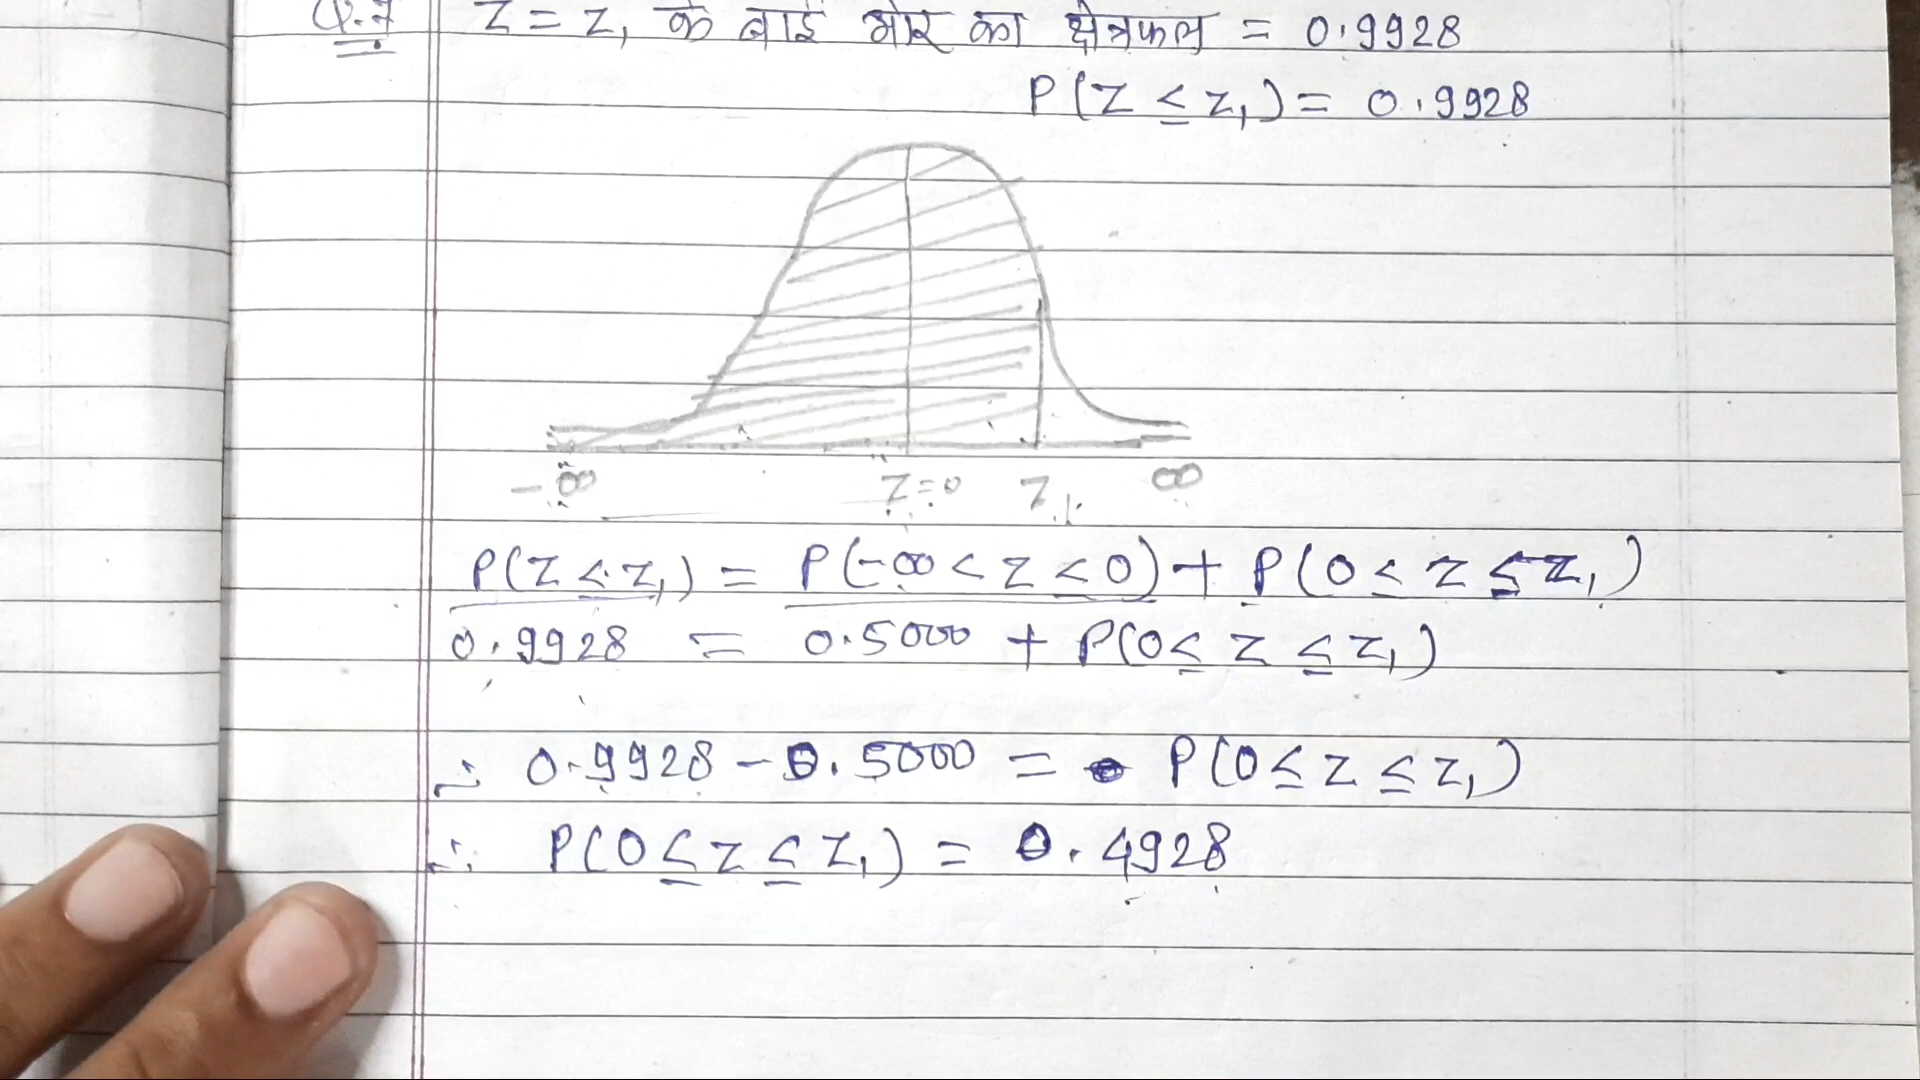 Q.7 Z = z₁ के बाई ओर का क्षेत्रफल = 0.9928
P(Z ≤ z₁) = 0.9928
-∞ Z=0 Z₁ ∞
P(Z ≤ z₁) = P(-∞ < z ≤ 0) + P(0 ≤ z ≤ z₁)
0.9928 = 0.5000 + P(0 ≤ z ≤ z₁)
∴ 0.9928 - 0.5000 = P(0 ≤ z ≤ z₁)
∴ P(0 ≤ z ≤ z₁) = 0.4928